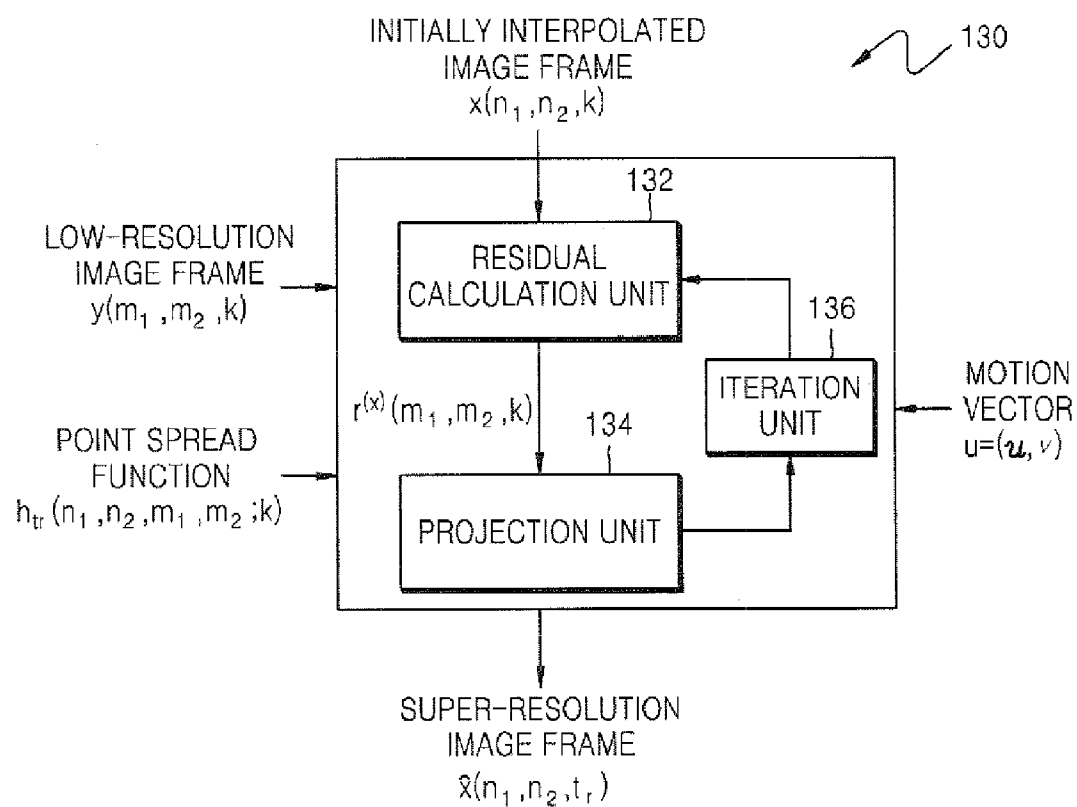 INITIALLY INTERPOLATED
IMAGE FRAME
x(n₁,n₂,k)
130
132
LOW-RESOLUTION
IMAGE FRAME
y(m₁,m₂,k)
RESIDUAL
CALCULATION UNIT
136
ITERATION
UNIT
MOTION
VECTOR
u=(u,v)
r⁽ˣ⁾(m₁,m₂,k)
134
POINT SPREAD
FUNCTION
hₜᵣ(n₁,n₂,m₁,m₂;k)
PROJECTION UNIT
SUPER-RESOLUTION
IMAGE FRAME
x̂(n₁,n₂,tᵣ)